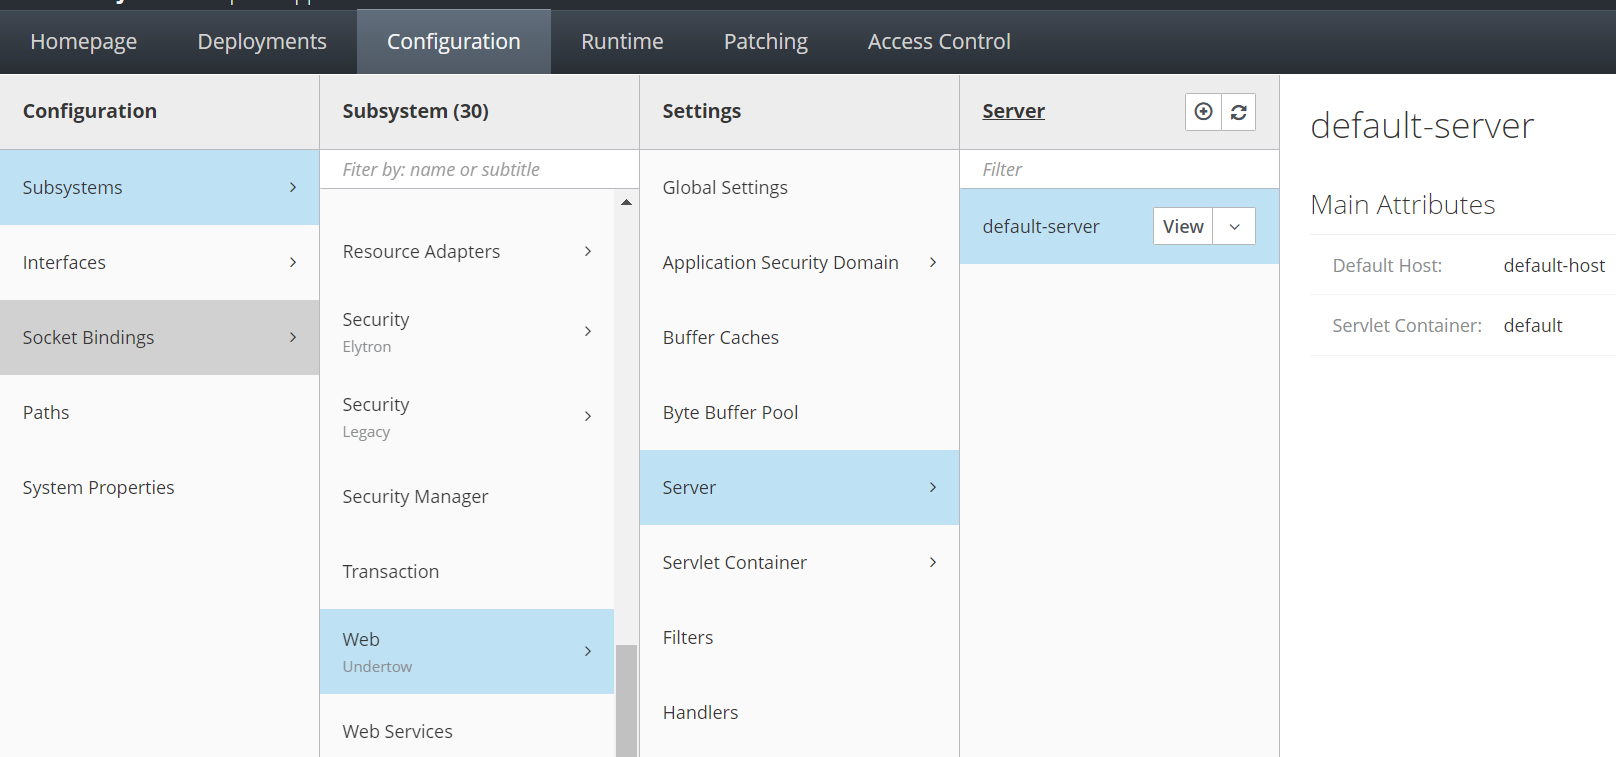 Homepage Deployments Configuration Runtime Patching Access Control
Configuration
Subsystems
Interfaces
Socket Bindings
Paths
System Properties
Subsystem (30)
Fiter by: name or subtitle
Resource Adapters
Security
Elytron
Security
Legacy
Security Manager
Transaction
Web
Undertow
Web Services
Settings
Global Settings
Application Security Domain
Buffer Caches
Byte Buffer Pool
Server
Servlet Container
Filters
Handlers
Server
Filter
default-server View
default-server
Main Attributes
Default Host: default-host
Servlet Container: default